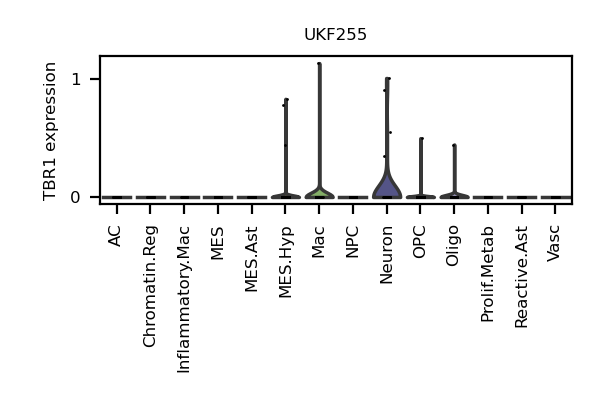 UKF255
TBR1 expression
1
0
AC
Chromatin.Reg
Inflammatory.Mac
MES
MES.Ast
MES.Hyp
Mac
NPC
Neuron
OPC
Oligo
Prolif.Metab
Reactive.Ast
Vasc